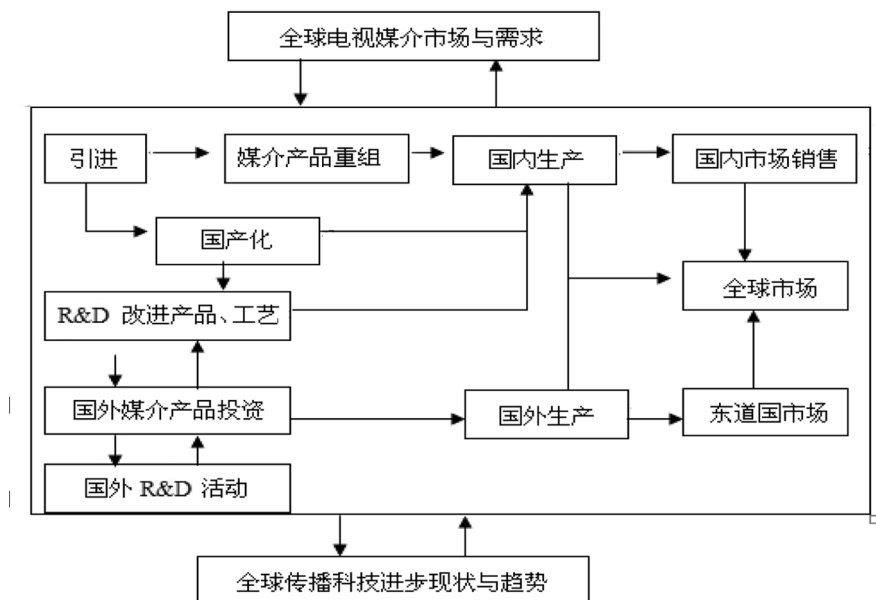 全球电视媒介市场与需求
引进
媒介产品重组
国内生产
国内市场销售
国产化
全球市场
R&D 改进产品、工艺
国外媒介产品投资
国外生产
东道国市场
国外 R&D 活动
全球传播科技进步现状与趋势